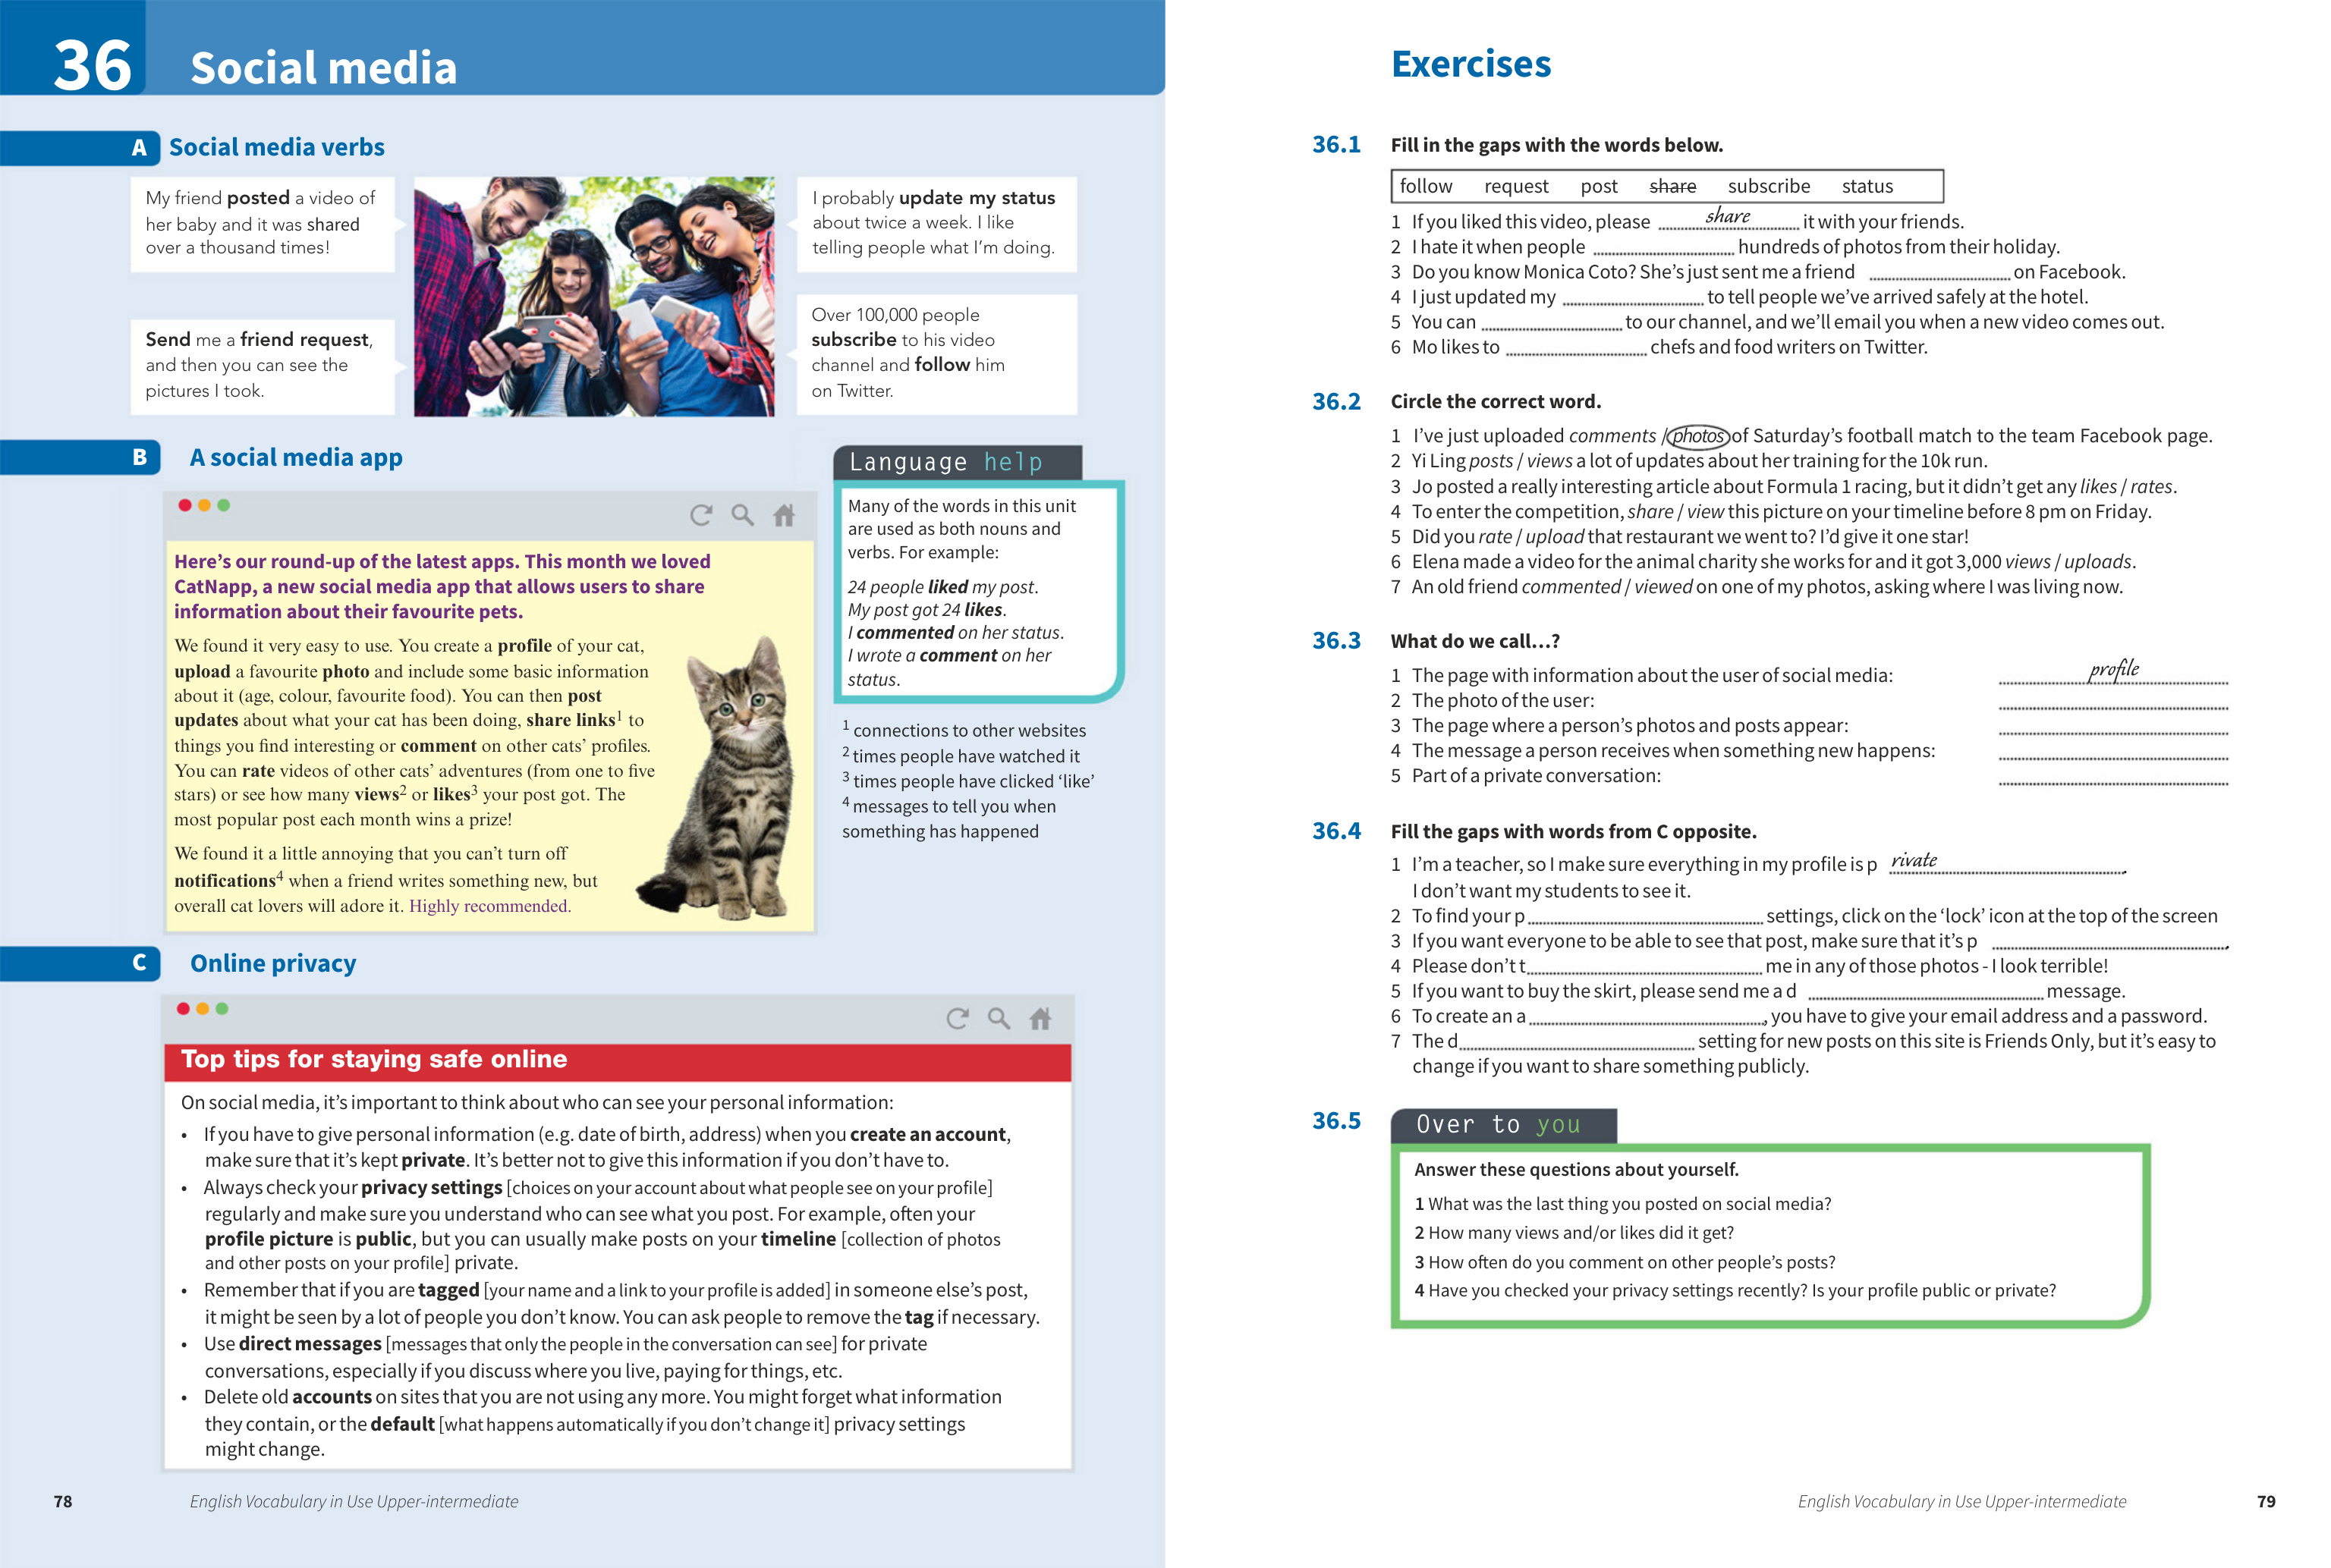 36
Social media
A
Social media verbs
My friend posted a video of
her baby and it was shared
over a thousand times!
Send me a friend request,
and then you can see the
pictures I took.
I probably update my status
about twice a week. I like
telling people what I'm doing.
Over 100,000 people
subscribe to his video
channel and follow him
on Twitter.
B
A social media app
Here's our round-up of the latest apps. This month we loved
CatNapp, a new social media app that allows users to share
information about their favourite pets.
We found it very easy to use. You create a profile of your cat,
upload a favourite photo and include some basic information
about it (age, colour, favourite food). You can then post
updates about what your cat has been doing, share links¹ to
things you find interesting or comment on other cats' profiles.
You can rate videos of other cats' adventures (from one to five
stars) or see how many views² or likes³ your post got. The
most popular post each month wins a prize!
We found it a little annoying that you can't turn off
notifications⁴ when a friend writes something new, but
overall cat lovers will adore it. Highly recommended.
Language help
Many of the words in this unit
are used as both nouns and
verbs. For example:
24 people liked my post.
My post got 24 likes.
I commented on her status.
I wrote a comment on her
status.
¹ connections to other websites
² times people have watched it
³ times people have clicked 'like'
⁴ messages to tell you when
something has happened
C
Online privacy
Top tips for staying safe online
On social media, it's important to think about who can see your personal information:
• If you have to give personal information (e.g. date of birth, address) when you create an account,
make sure that it's kept private. It's better not to give this information if you don't have to.
• Always check your privacy settings [choices on your account about what people see on your profile]
regularly and make sure you understand who can see what you post. For example, often your
profile picture is public, but you can usually make posts on your timeline [collection of photos
and other posts on your profile] private.
• Remember that if you are tagged [your name and a link to your profile is added] in someone else's post,
it might be seen by a lot of people you don't know. You can ask people to remove the tag if necessary.
• Use direct messages [messages that only the people in the conversation can see] for private
conversations, especially if you discuss where you live, paying for things, etc.
• Delete old accounts on sites that you are not using any more. You might forget what information
they contain, or the default [what happens automatically if you don't change it] privacy settings
might change.
78
English Vocabulary in Use Upper-intermediate
Exercises
36.1 Fill in the gaps with the words below.
follow request post share subscribe status
1 If you liked this video, please share it with your friends.
2 I hate it when people ............ hundreds of photos from their holiday.
3 Do you know Monica Coto? She's just sent me a friend ............ on Facebook.
4 I just updated my ............ to tell people we've arrived safely at the hotel.
5 You can ............ to our channel, and we'll email you when a new video comes out.
6 Mo likes to ............ chefs and food writers on Twitter.
36.2 Circle the correct word.
1 I've just uploaded comments / photos of Saturday's football match to the team Facebook page.
2 Yi Ling posts / views a lot of updates about her training for the 10k run.
3 Jo posted a really interesting article about Formula 1 racing, but it didn't get any likes / rates.
4 To enter the competition, share / view this picture on your timeline before 8 pm on Friday.
5 Did you rate / upload that restaurant we went to? I'd give it one star!
6 Elena made a video for the animal charity she works for and it got 3,000 views / uploads.
7 An old friend commented / viewed on one of my photos, asking where I was living now.
36.3 What do we call...?
1 The page with information about the user of social media: profile
2 The photo of the user: ............
3 The page where a person's photos and posts appear: ............
4 The message a person receives when something new happens: ............
5 Part of a private conversation: ............
36.4 Fill the gaps with words from C opposite.
1 I'm a teacher, so I make sure everything in my profile is p rivate .
I don't want my students to see it.
2 To find your p............ settings, click on the 'lock' icon at the top of the screen
3 If you want everyone to be able to see that post, make sure that it's p .............
4 Please don't t............ me in any of those photos - I look terrible!
5 If you want to buy the skirt, please send me a d ............ message.
6 To create an a............, you have to give your email address and a password.
7 The d............ setting for new posts on this site is Friends Only, but it's easy to
change if you want to share something publicly.
36.5 Over to you
Answer these questions about yourself.
1 What was the last thing you posted on social media?
2 How many views and/or likes did it get?
3 How often do you comment on other people's posts?
4 Have you checked your privacy settings recently? Is your profile public or private?
English Vocabulary in Use Upper-intermediate
79